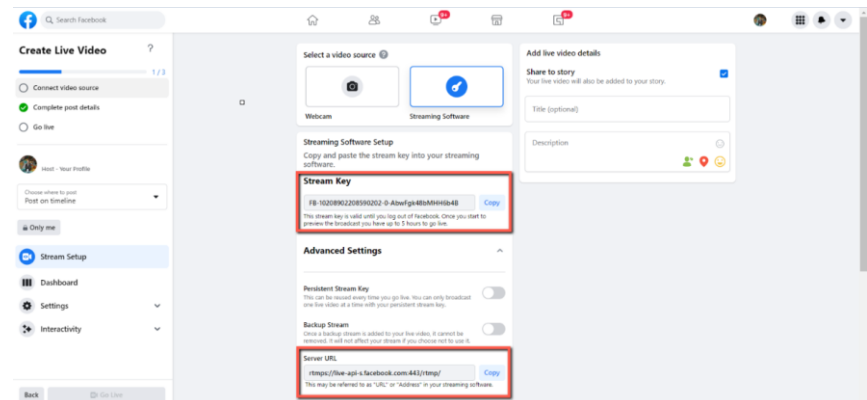 Search Facebook
9+
9+
Create Live Video
?
1 / 3
Connect video source
Complete post details
Go live
Host - Your Profile
Choose where to post
Post on timeline
Only me
Stream Setup
Dashboard
Settings
Interactivity
Back
Go Live
Select a video source
Webcam
Streaming Software
Streaming Software Setup
Copy and paste the stream key into your streaming
software.
Stream Key
FB-10208902208590202-0-AbwFgir4BbMHH6b4B
Copy
This stream key is valid until you log out of Facebook. Once you start to
preview the broadcast you have up to 5 hours to go live.
Advanced Settings
Persistent Stream Key
This can be reused every time you go live. You can only broadcast
one live video at a time with your persistent stream key.
Backup Stream
Once a backup stream is added to your live video. It cannot be
removed. It will not affect your stream if you choose not to use it.
Server URL
rtmps://live-api-s.facebook.com:443/rtmp/
Copy
This may be referred to as "URL" or "Address" in your streaming software.
Add live video details
Share to story
Your live video will also be added to your story.
Title (optional)
Description